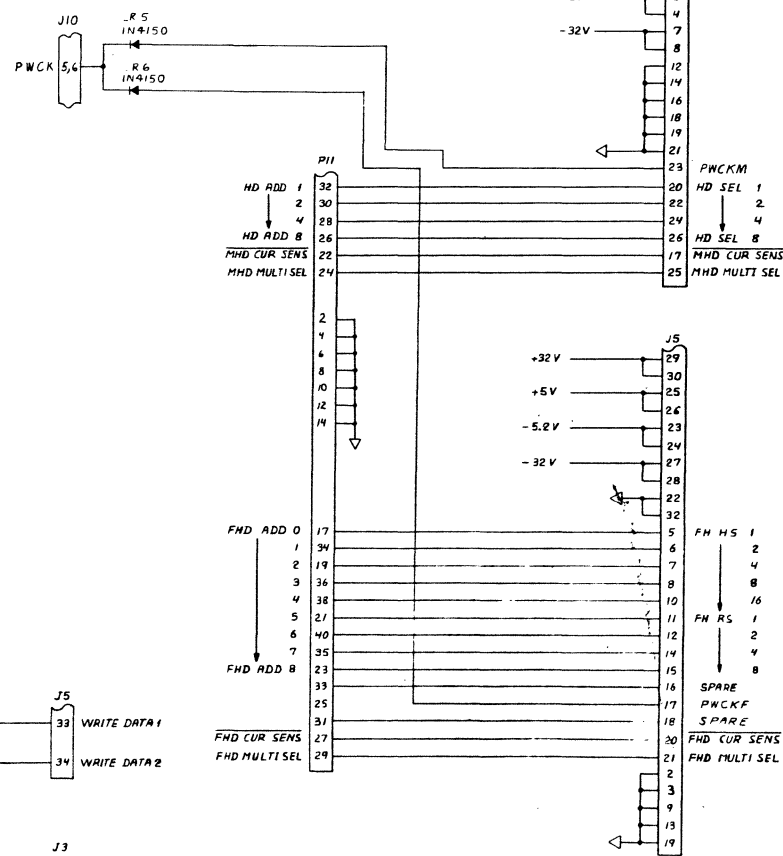 4
-32V 7
8
J10
_R5
1N4150
PWCK 5,6
_R6
1N4150
12
14
16
18
19
21
P11
23 PWCKM
HD ADD 1 32 20 HD SEL 1
2 30 22 2
4 28 24 4
HD ADD 8 26 26 HD SEL 8
MHD CUR SENS 22 17 MHD CUR SENS
MHD MULTI SEL 24 25 MHD MULTI SEL
2
4
6
8
10
12
14
J5
+32V 29
30
+5V 25
26
-5.2V 23
24
-32V 27
28
22
32
FHD ADD 0 17 5 FH HS 1
1 34 6 2
2 19 7 4
3 36 8 8
4 38 10 16
5 21 11 FH RS 1
6 40 12 2
7 35 14 4
FHD ADD 8 23 15 8
33 16 SPARE
25 17 PWCKF
31 18 SPARE
FHD CUR SENS 27 20 FHD CUR SENS
FHD MULTI SEL 29 21 FHD MULTI SEL
2
3
9
13
19
J5
33 WRITE DATA 1
34 WRITE DATA 2
J3